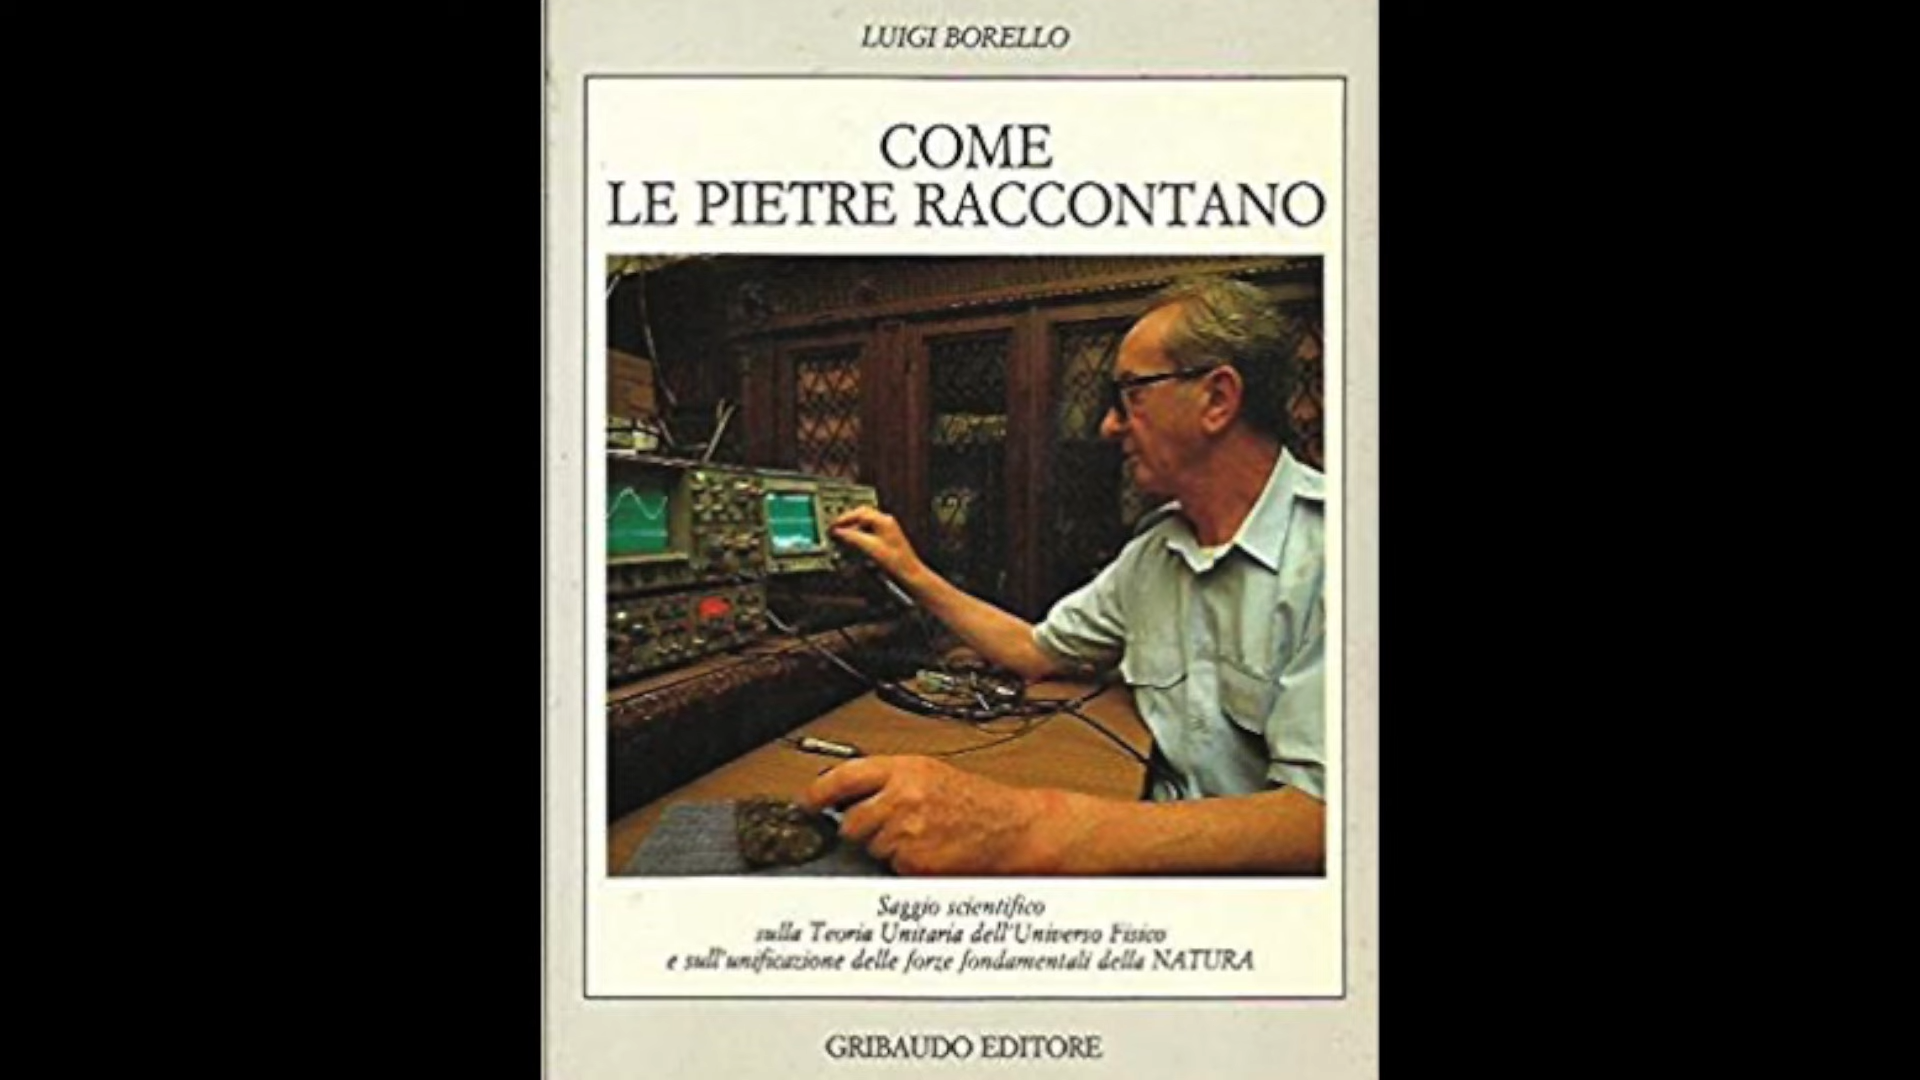 LUIGI BORELLO
COME
LE PIETRE RACCONTANO
Saggio scientifico
sulla Teoria Unitaria dell'Universo Fisico
e sull'unificazione delle forze fondamentali della NATURA
GRIBAUDO EDITORE